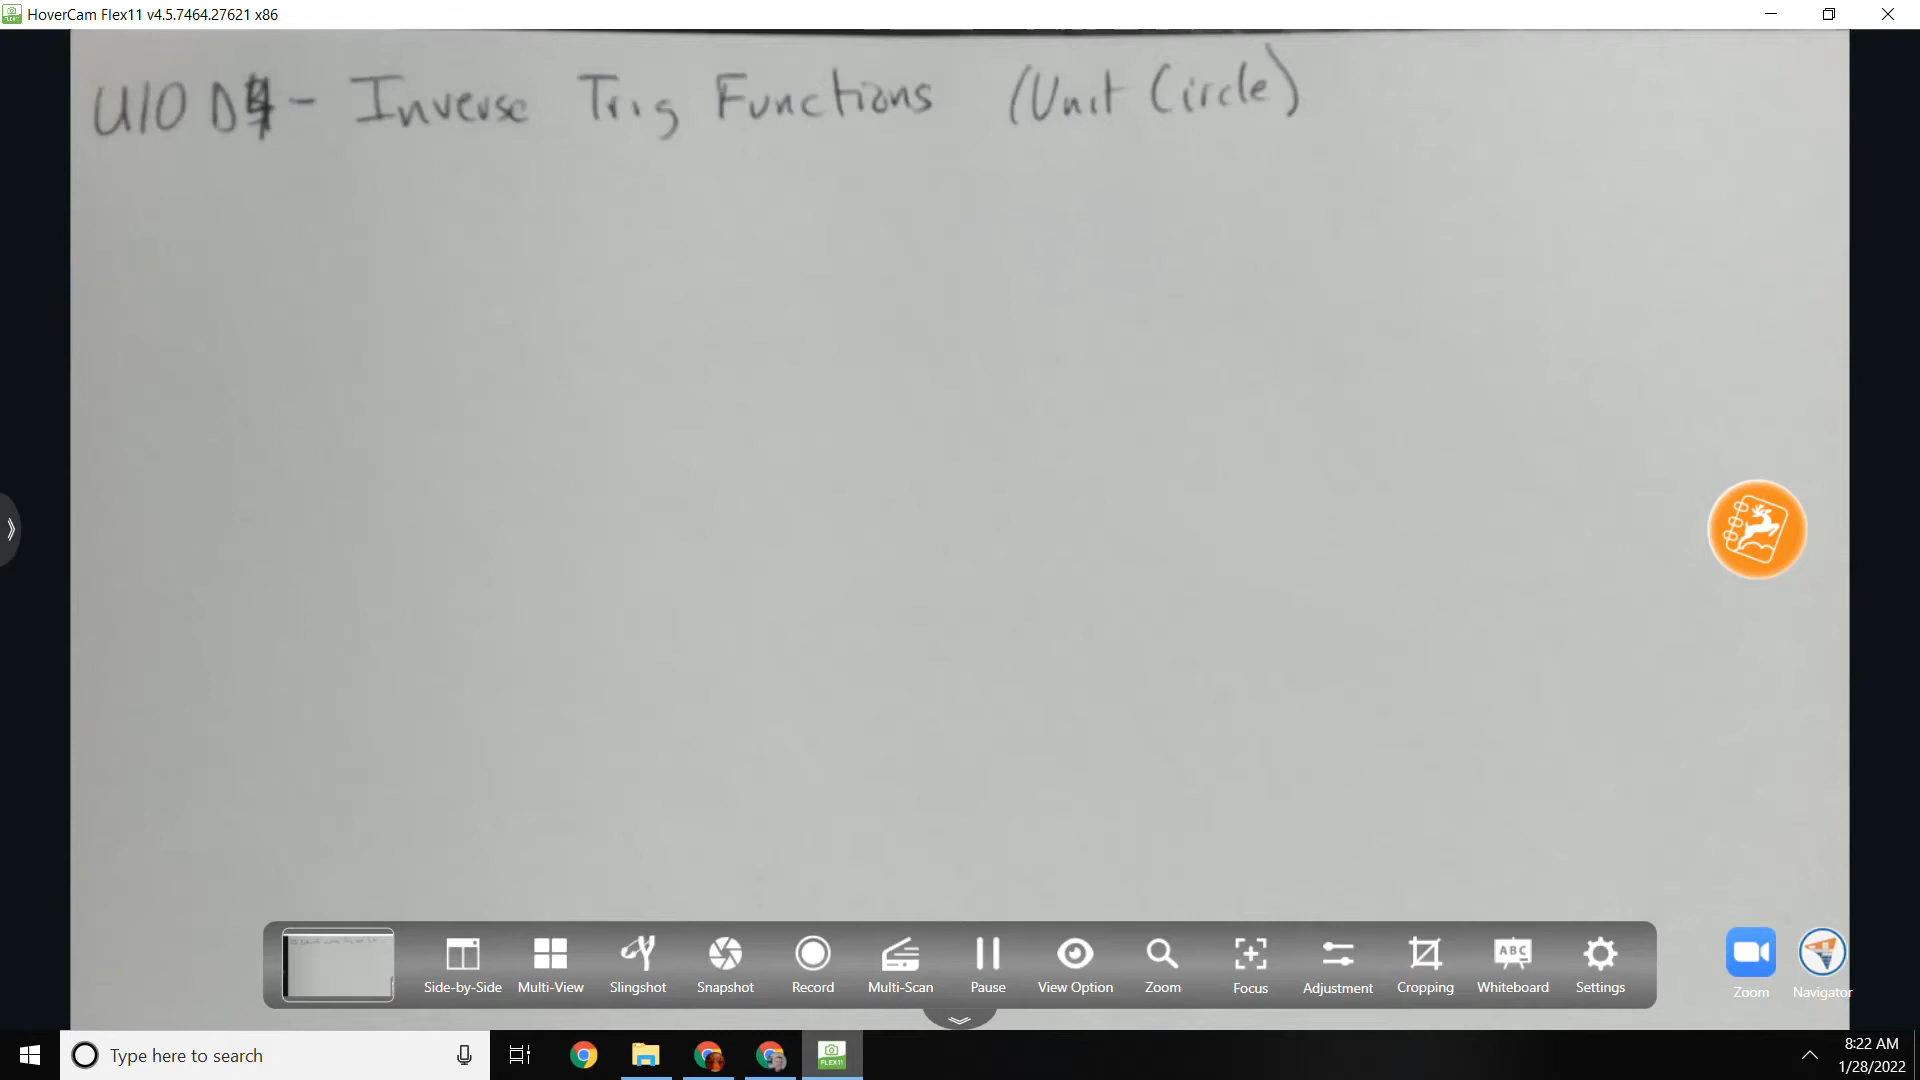 HoverCam Flex11 v4.5.7464.27621 x86
U10 D4 - Inverse Trig Functions (Unit Circle)
Side-by-Side Multi-View Slingshot Snapshot Record Multi-Scan Pause View Option Zoom Focus Adjustment Cropping Whiteboard Settings
ABC
Zoom Navigator
Type here to search
FLEX11
8:22 AM
1/28/2022